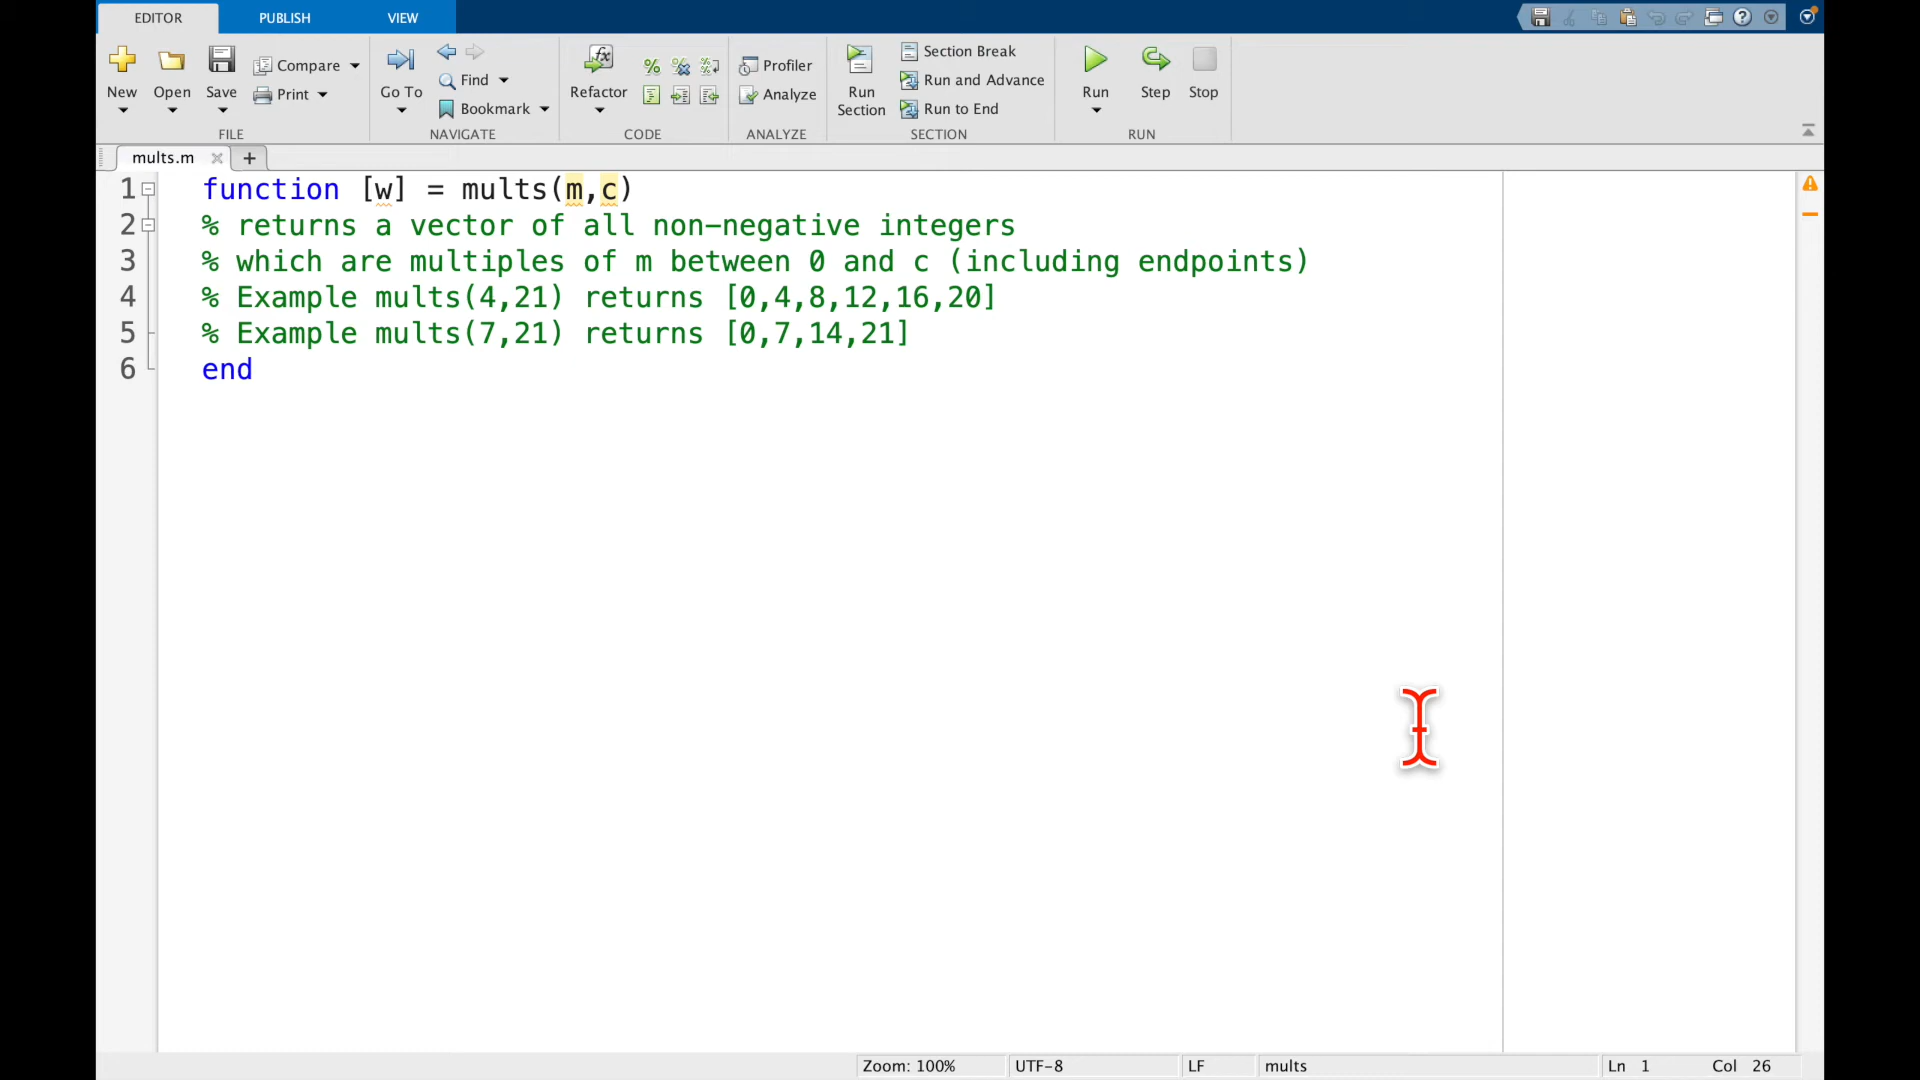 EDITOR PUBLISH VIEW
New Open Save Compare Print
FILE
Go To Find Bookmark
NAVIGATE
Refactor
CODE
Profiler
Analyze
ANALYZE
Run Section
Section Break
Run and Advance
Run to End
SECTION
Run Step Stop
RUN
mults.m
1 function [w] = mults(m,c)
2 % returns a vector of all non-negative integers
3 % which are multiples of m between 0 and c (including endpoints)
4 % Example mults(4,21) returns [0,4,8,12,16,20]
5 % Example mults(7,21) returns [0,7,14,21]
6 end
Zoom: 100% UTF-8 LF mults Ln 1 Col 26